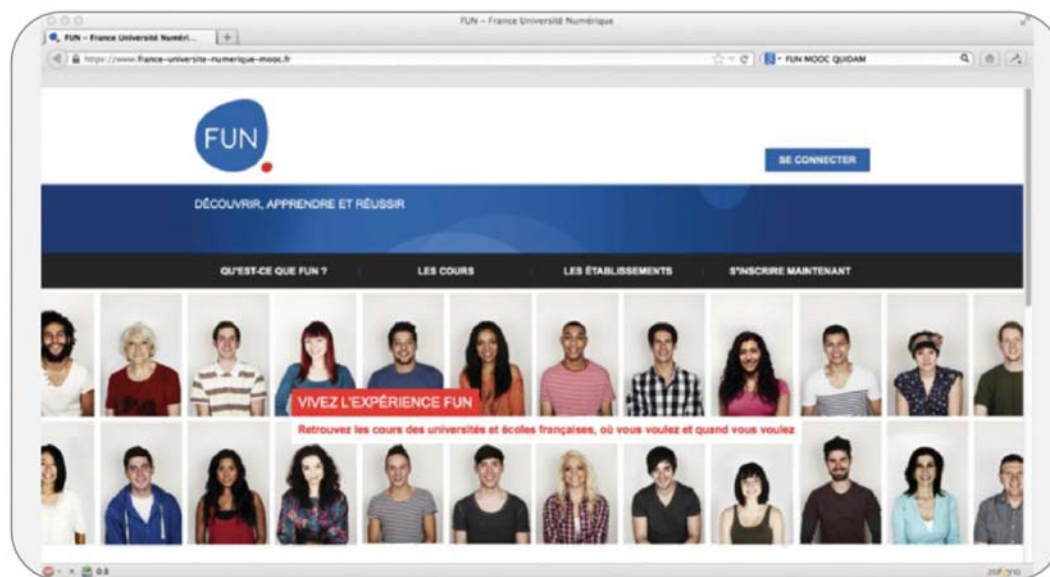 FUN – France Université Numérique
FUN – France Université Numéri...
https://www.france-universite-numerique-mooc.fr
FUN MOOC QUIDAM
FUN
SE CONNECTER
DÉCOUVRIR, APPRENDRE ET RÉUSSIR
QU'EST-CE QUE FUN ?
LES COURS
LES ÉTABLISSEMENTS
S'INSCRIRE MAINTENANT
VIVEZ L'EXPÉRIENCE FUN
Retrouvez les cours des universités et écoles françaises, où vous voulez et quand vous voulez
zotero